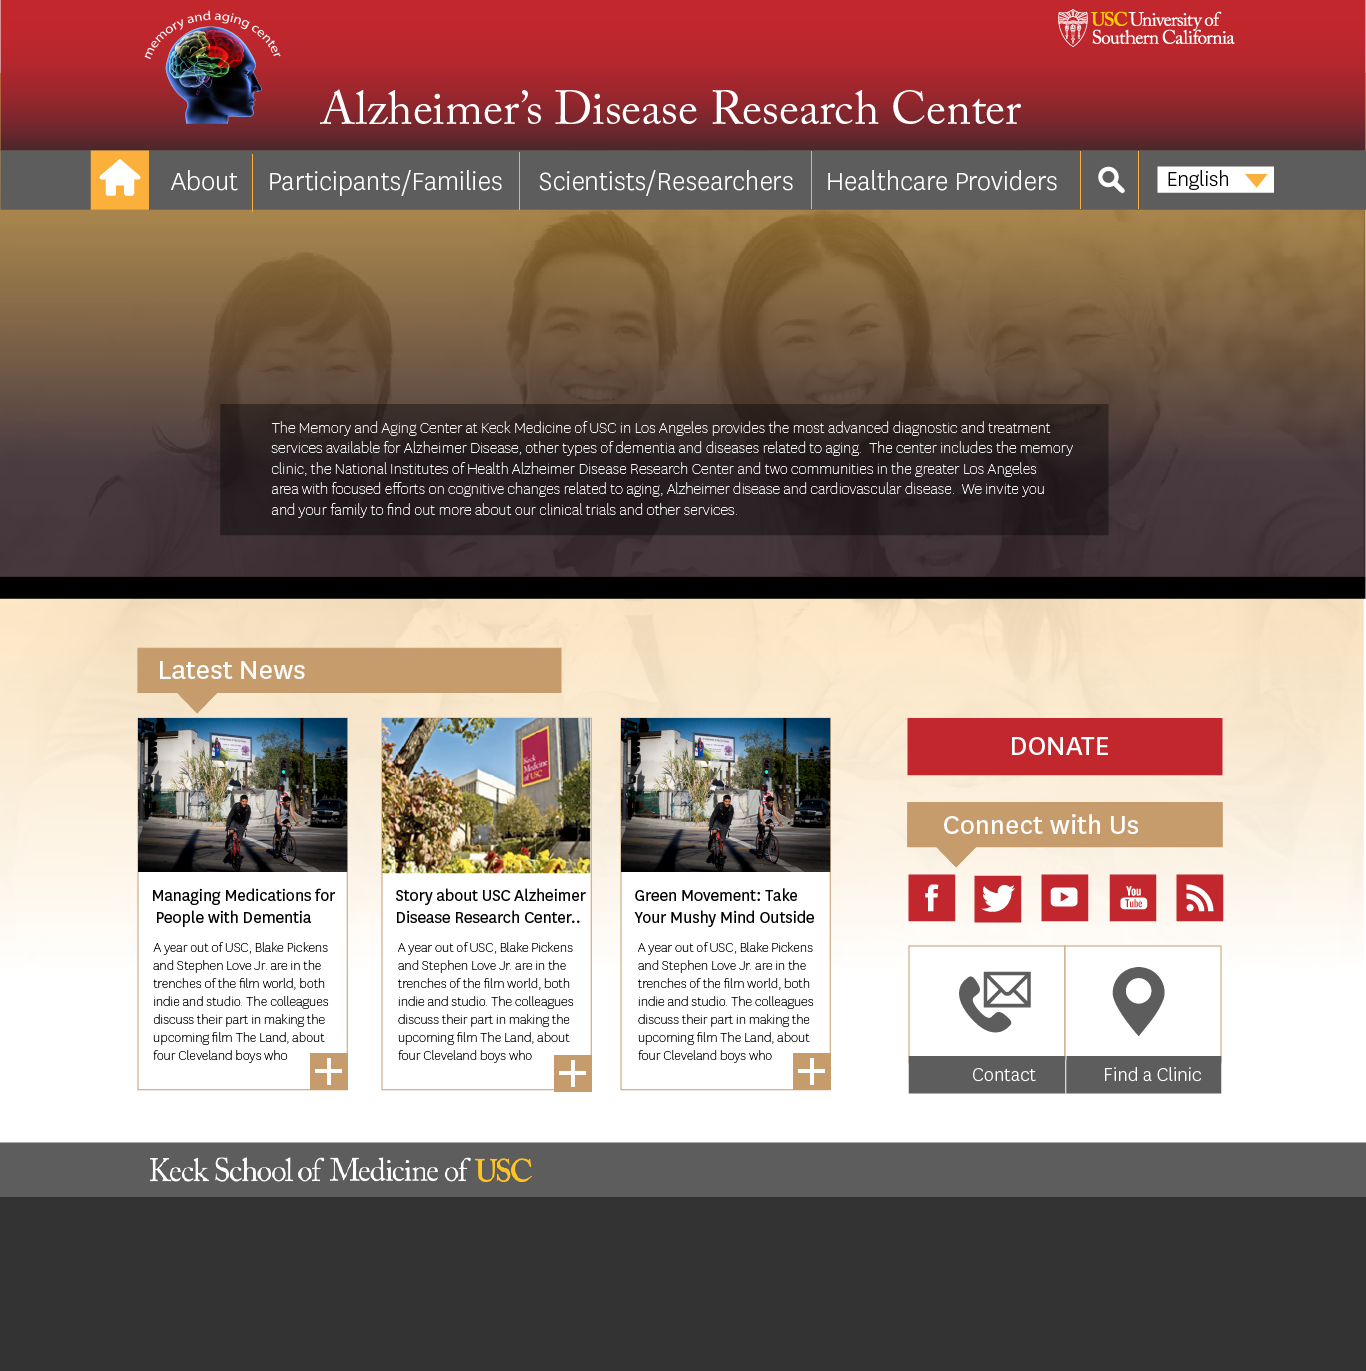 memory and aging center
USC University of
Southern California
Alzheimer's Disease Research Center
About
Participants/Families
Scientists/Researchers
Healthcare Providers
English
The Memory and Aging Center at Keck Medicine of USC in Los Angeles provides the most advanced diagnostic and treatment
services available for Alzheimer Disease, other types of dementia and diseases related to aging.  The center includes the memory
clinic, the National Institutes of Health Alzheimer Disease Research Center and two communities in the greater Los Angeles
area with focused efforts on cognitive changes related to aging, Alzheimer disease and cardiovascular disease.  We invite you
and your family to find out more about our clinical trials and other services.
Latest News
Keck
Medicine
of USC
Managing Medications for
People with Dementia
A year out of USC, Blake Pickens
and Stephen Love Jr. are in the
trenches of the film world, both
indie and studio. The colleagues
discuss their part in making the
upcoming film The Land, about
four Cleveland boys who
Story about USC Alzheimer
Disease Research Center..
A year out of USC, Blake Pickens
and Stephen Love Jr. are in the
trenches of the film world, both
indie and studio. The colleagues
discuss their part in making the
upcoming film The Land, about
four Cleveland boys who
Green Movement: Take
Your Mushy Mind Outside
A year out of USC, Blake Pickens
and Stephen Love Jr. are in the
trenches of the film world, both
indie and studio. The colleagues
discuss their part in making the
upcoming film The Land, about
four Cleveland boys who
DONATE
Connect with Us
You
Tube
Contact
Find a Clinic
Keck School of Medicine of USC